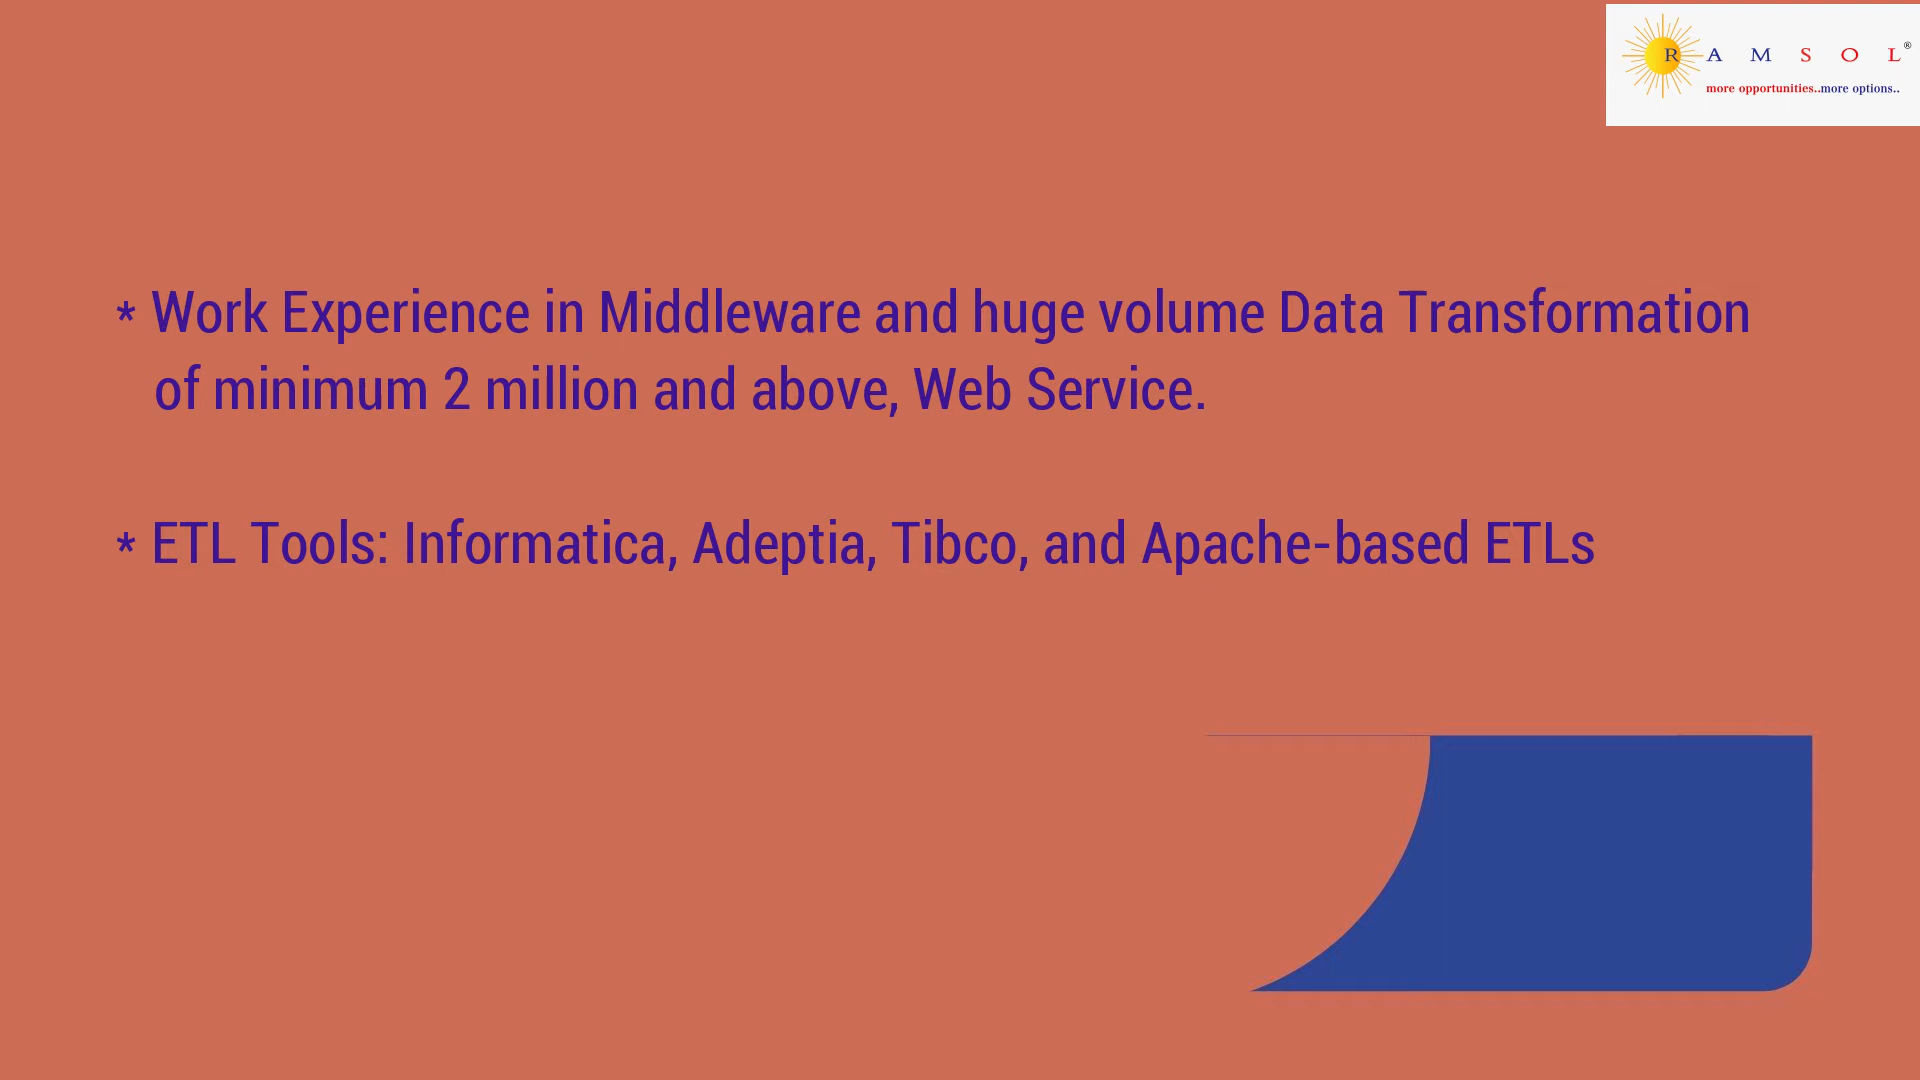 R A M S O L®
more opportunities..more options..
* Work Experience in Middleware and huge volume Data Transformation
of minimum 2 million and above, Web Service.
* ETL Tools: Informatica, Adeptia, Tibco, and Apache-based ETLs